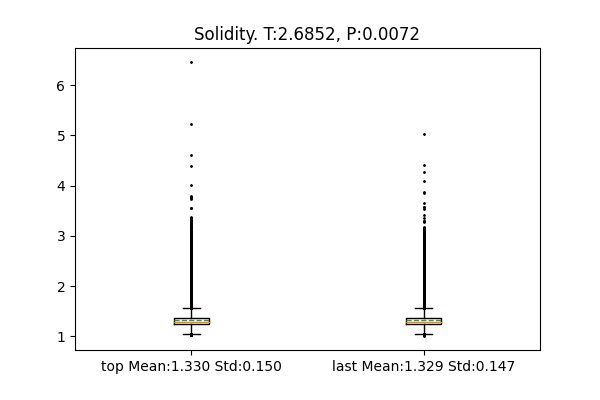 Solidity. T:2.6852, P:0.0072
6
5
4
3
2
1
top Mean:1.330 Std:0.150
last Mean:1.329 Std:0.147